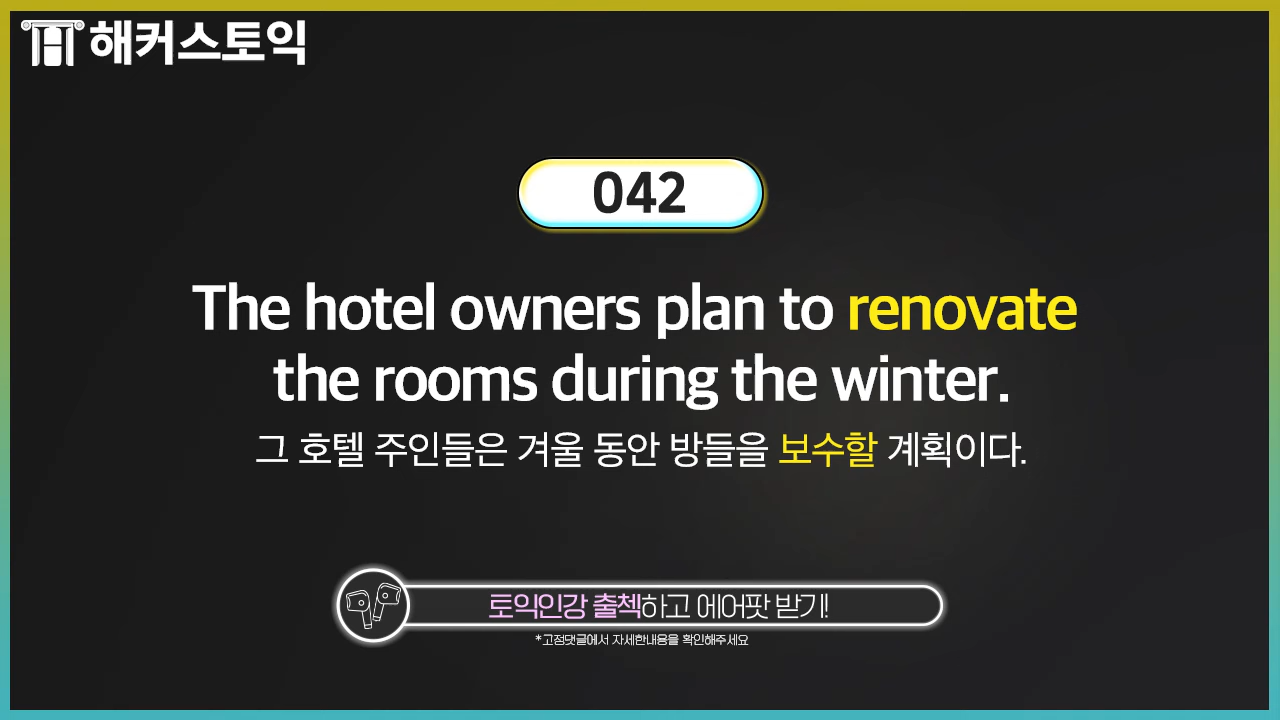 해커스토익
042
The hotel owners plan to renovate
the rooms during the winter.
그 호텔 주인들은 겨울 동안 방들을 보수할 계획이다.
토익인강 출첵하고 에어팟 받기!
*고정댓글에서 자세한내용을 확인해주세요